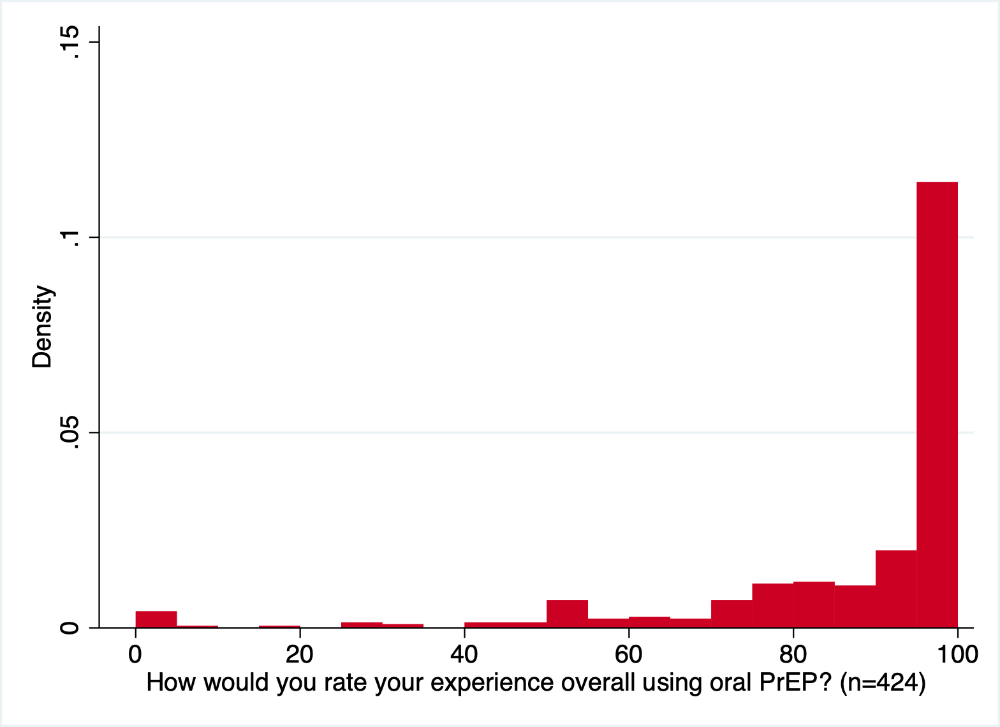 .15
.1
.05
0
Density
0 20 40 60 80 100
How would you rate your experience overall using oral PrEP? (n=424)